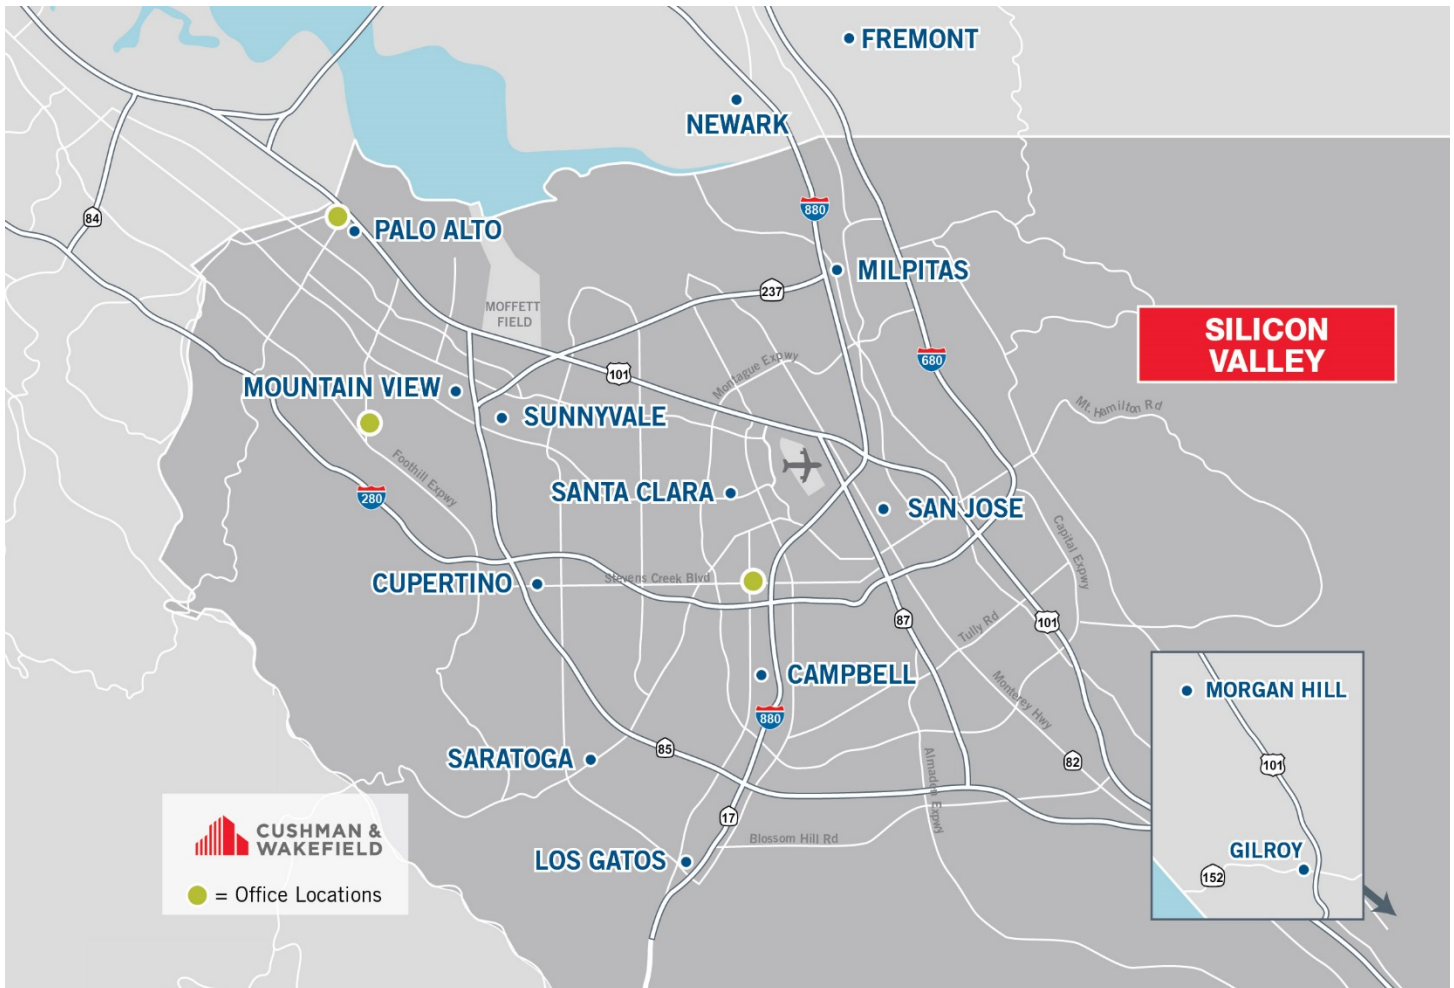 FREMONT
NEWARK
84
880
PALO ALTO
MILPITAS
237
MOFFETT
FIELD
SILICON
VALLEY
680
101
Montague Expwy
MOUNTAIN VIEW
SUNNYVALE
Mt. Hamilton Rd
Foothill Expwy
280
SANTA CLARA
SAN JOSE
Capital Expwy
CUPERTINO
Stevens Creek Blvd
87
101
Tully Rd
CAMPBELL
Monterey Hwy
MORGAN HILL
880
SARATOGA
85
82
101
Almaden Expwy
17
CUSHMAN &
WAKEFIELD
Blossom Hill Rd
LOS GATOS
GILROY
152
= Office Locations